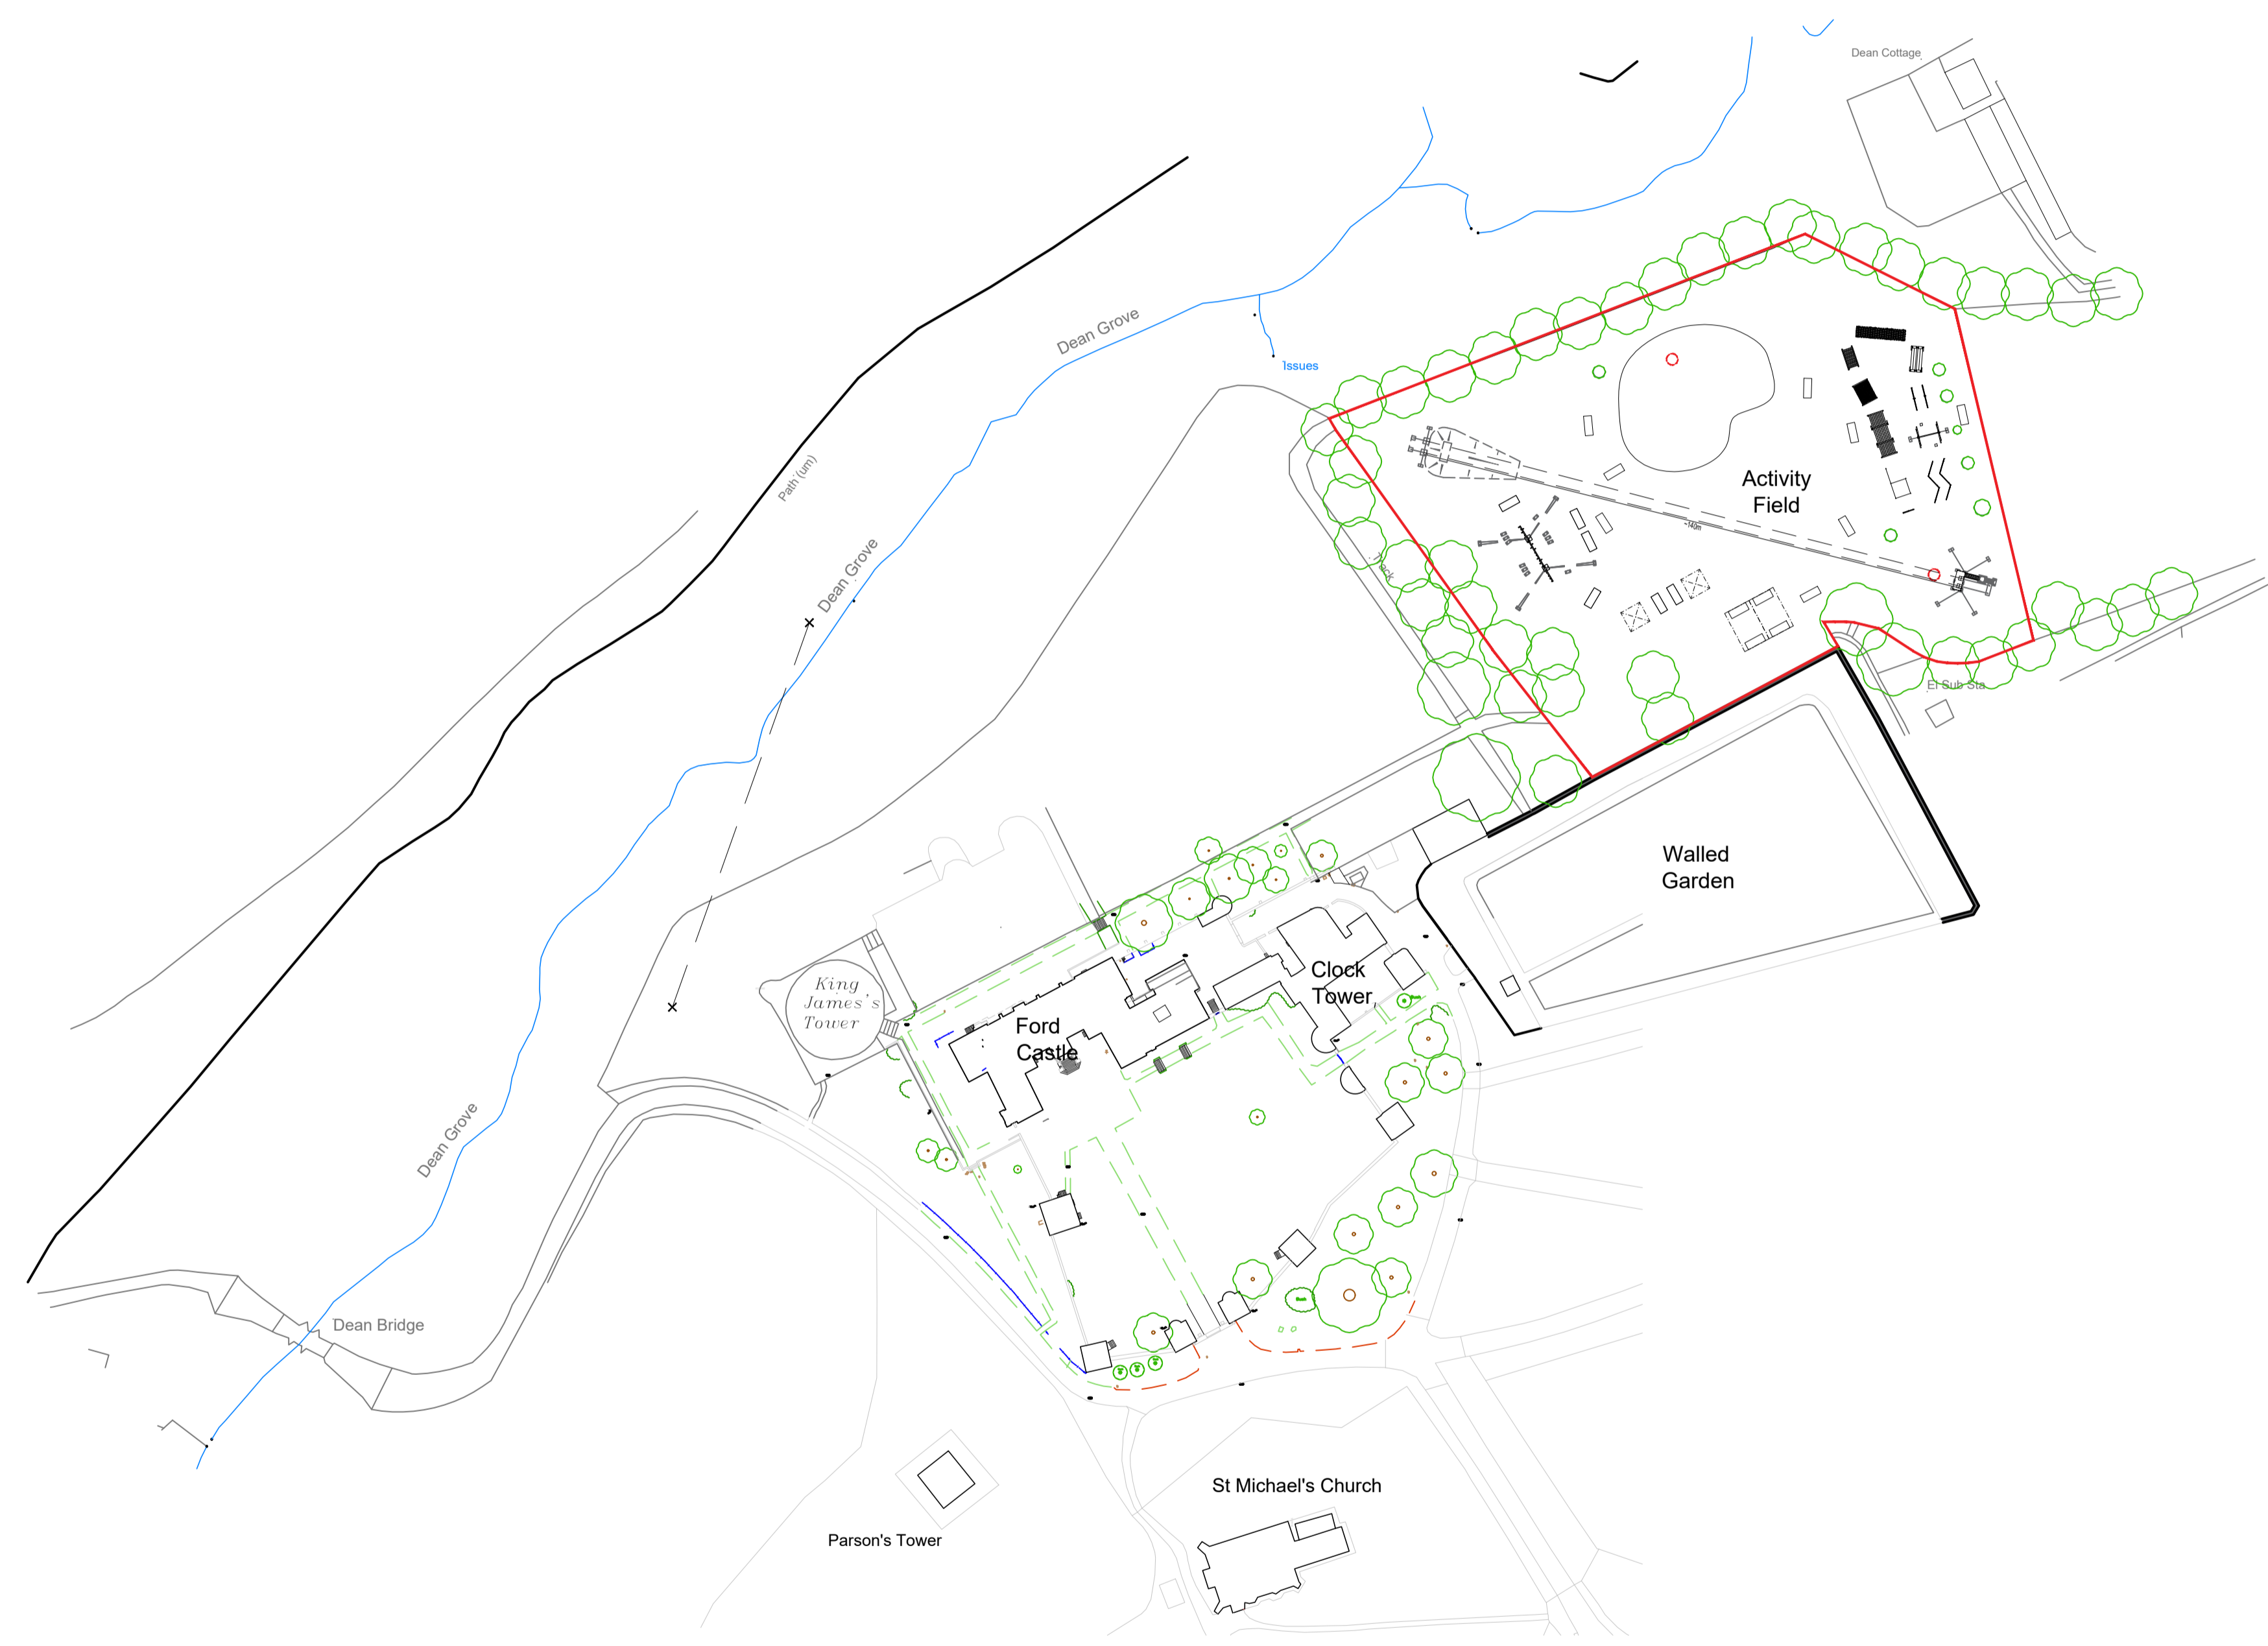 Dean Cottage
Dean Grove
Issues
Path (um)
Activity
Field
~140m
Dean Grove
Track
El Sub Sta
Walled
Garden
King
James's
Tower
Clock
Tower
Ford
Castle
Dean Grove
Dean Bridge
St Michael's Church
Parson's Tower